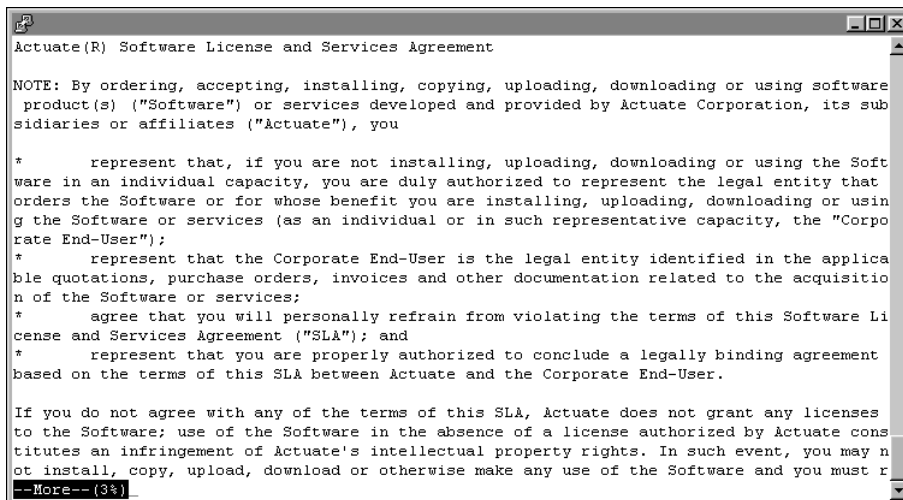 Actuate(R) Software License and Services Agreement
NOTE: By ordering, accepting, installing, copying, uploading, downloading or using software
 product(s) ("Software") or services developed and provided by Actuate Corporation, its sub
sidiaries or affiliates ("Actuate"), you
*       represent that, if you are not installing, uploading, downloading or using the Soft
ware in an individual capacity, you are duly authorized to represent the legal entity that
orders the Software or for whose benefit you are installing, uploading, downloading or usin
g the Software or services (as an individual or in such representative capacity, the "Corpo
rate End-User");
*       represent that the Corporate End-User is the legal entity identified in the applica
ble quotations, purchase orders, invoices and other documentation related to the acquisitio
n of the Software or services;
*       agree that you will personally refrain from violating the terms of this Software Li
cense and Services Agreement ("SLA"); and
*       represent that you are properly authorized to conclude a legally binding agreement
based on the terms of this SLA between Actuate and the Corporate End-User.
If you do not agree with any of the terms of this SLA, Actuate does not grant any licenses
to the Software; use of the Software in the absence of a license authorized by Actuate cons
titutes an infringement of Actuate's intellectual property rights. In such event, you may n
ot install, copy, upload, download or otherwise make any use of the Software and you must r
--More--(3%)